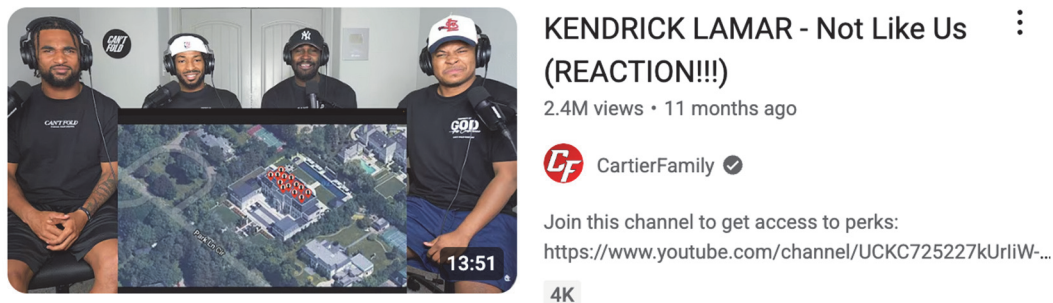 CAN'T
FOLD
CAN'T FOLD
GOD
Park Ln Cir
13:51
KENDRICK LAMAR - Not Like Us
(REACTION!!!)
2.4M views • 11 months ago
CF
CartierFamily
Join this channel to get access to perks:
https://www.youtube.com/channel/UCKC725227kUrIiW-...
4K